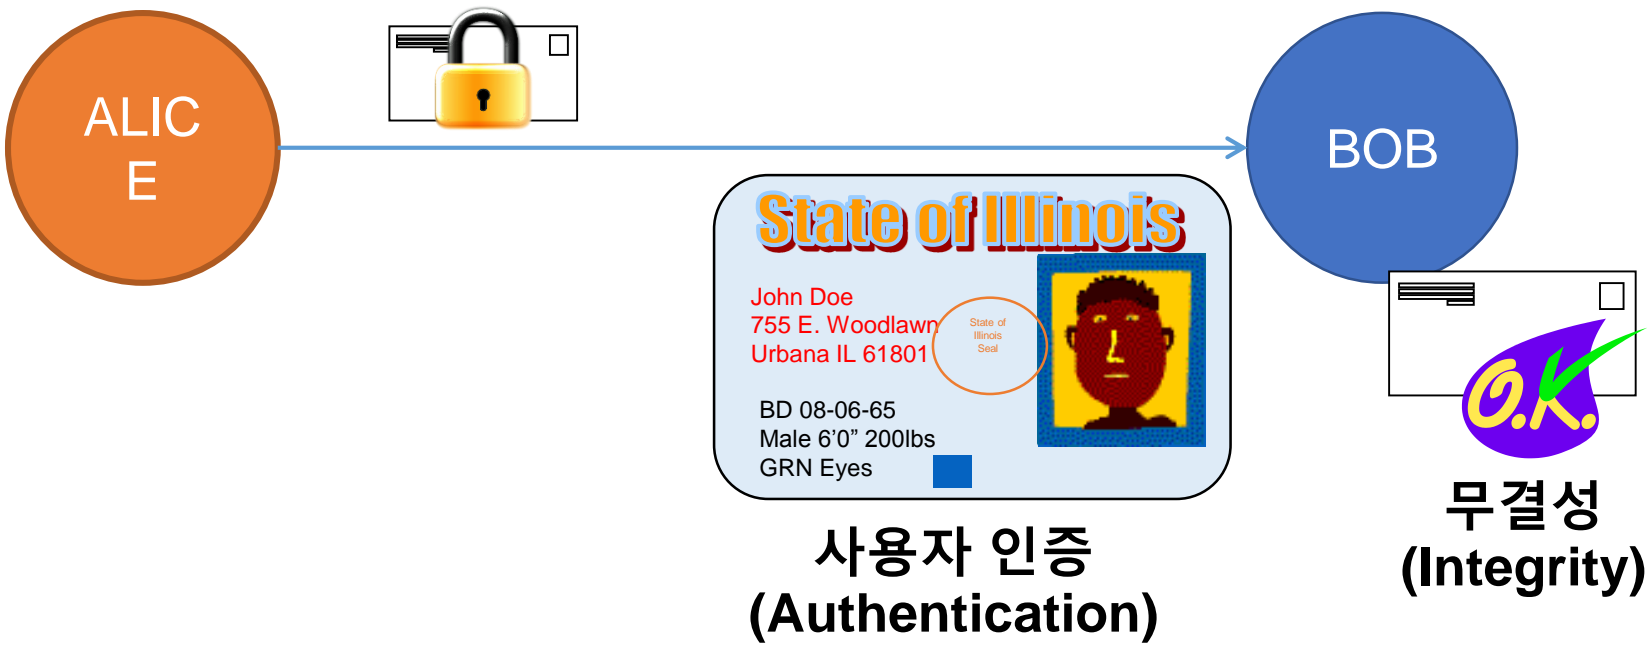 ALIC
E
BOB
State of Illinois
John Doe
755 E. Woodlawn
Urbana IL 61801
State of
Illinois
Seal
BD 08-06-65
Male 6’0” 200lbs
GRN Eyes
O.K.
사용자 인증
(Authentication)
무결성
(Integrity)